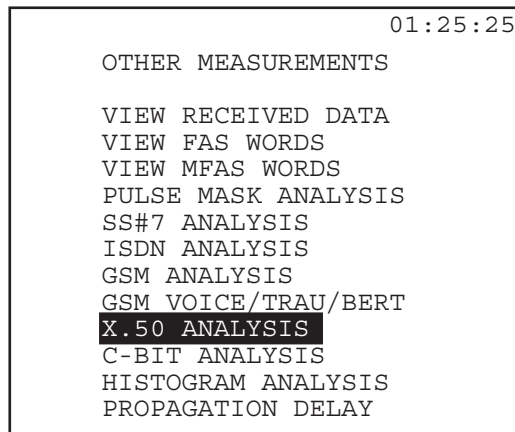 01:25:25
OTHER MEASUREMENTS
VIEW RECEIVED DATA
VIEW FAS WORDS
VIEW MFAS WORDS
PULSE MASK ANALYSIS
SS#7 ANALYSIS
ISDN ANALYSIS
GSM ANALYSIS
GSM VOICE/TRAU/BERT
X.50 ANALYSIS
C-BIT ANALYSIS
HISTOGRAM ANALYSIS
PROPAGATION DELAY